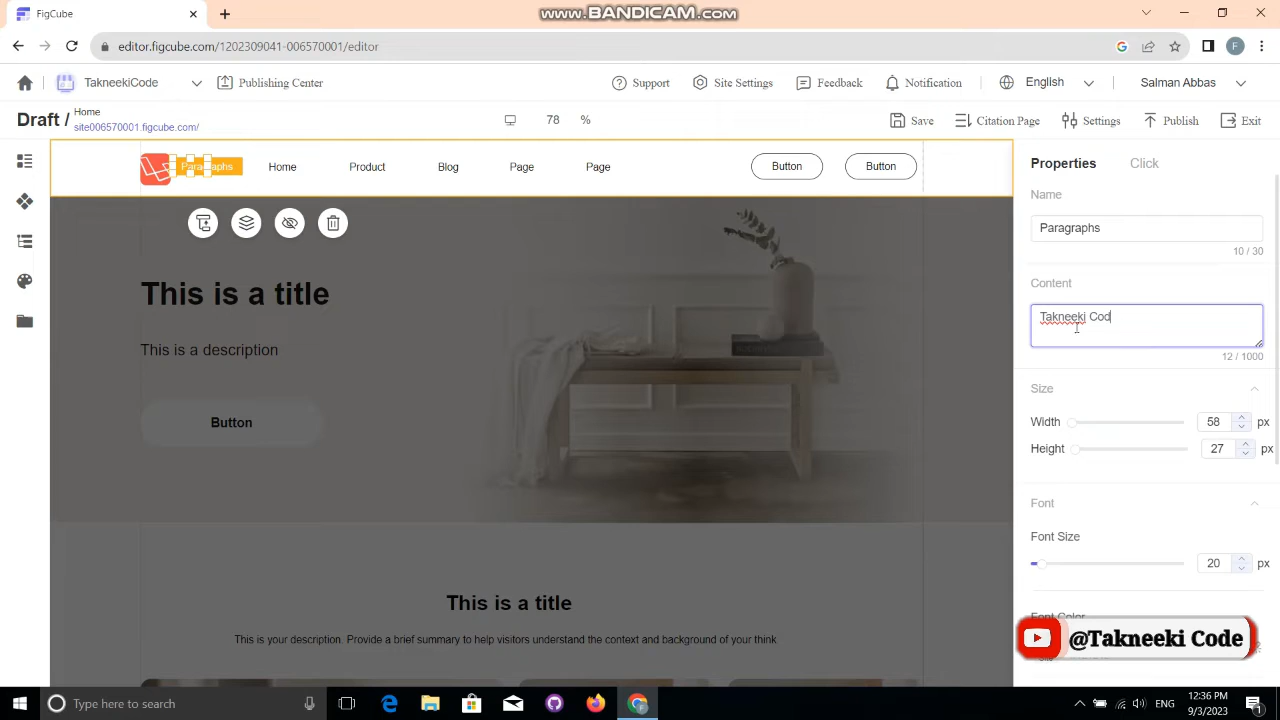 www.BANDICAM.com
FigCube
editor.figcube.com/1202309041-006570001/editor
F
TakneekiCode
Publishing Center
Support
Site Settings
Feedback
Notification
English
Salman Abbas
Draft /
Home
site006570001.figcube.com/
78 %
Save
Citation Page
Settings
Publish
Exit
Paragraphs
Home
Product
Blog
Page
Page
Button
Button
This is a title
This is a description
Button
This is a title
This is your description. Provide a brief summary to help visitors understand the context and background of your think.
Properties
Click
Name
Paragraphs
10 / 30
Content
Takneeki Cod
12 / 1000
Size
Width
58
px
Height
27
px
Font
Font Size
20
px
Font Color
@Takneeki Code
Type here to search
ENG
12:36 PM
9/3/2023
1